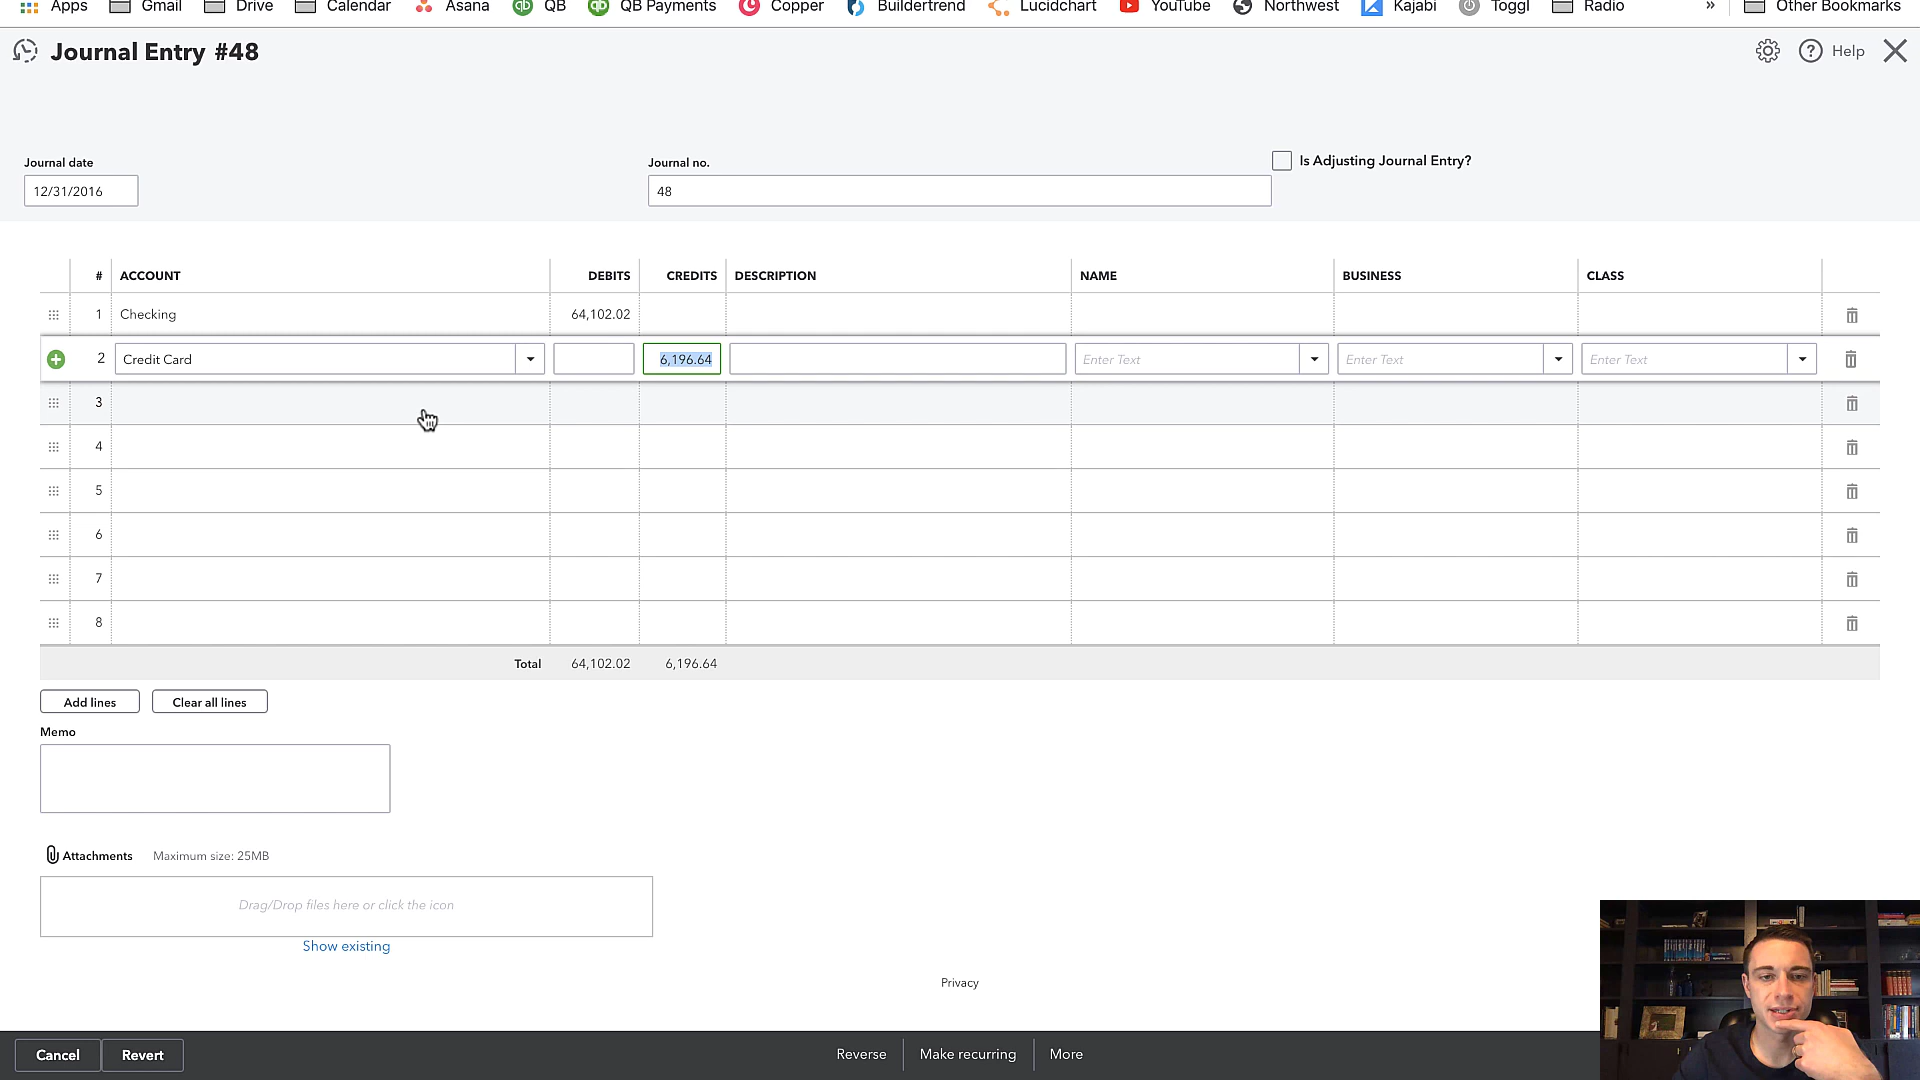 Apps Gmail Drive Calendar Asana QB QB Payments Copper Buildertrend Lucidchart YouTube Northwest Kajabi Toggl Radio » Other Bookmarks
Journal Entry #48
Help
Journal date
Journal no.
Is Adjusting Journal Entry?
12/31/2016
48
# ACCOUNT DEBITS CREDITS DESCRIPTION NAME BUSINESS CLASS
1 Checking 64,102.02
2 Credit Card 6,196.64 Enter Text Enter Text Enter Text
3
4
5
6
7
8
Total 64,102.02 6,196.64
Add lines Clear all lines
Memo
Attachments Maximum size: 25MB
Drag/Drop files here or click the icon
Show existing
Privacy
Cancel Revert Reverse Make recurring More